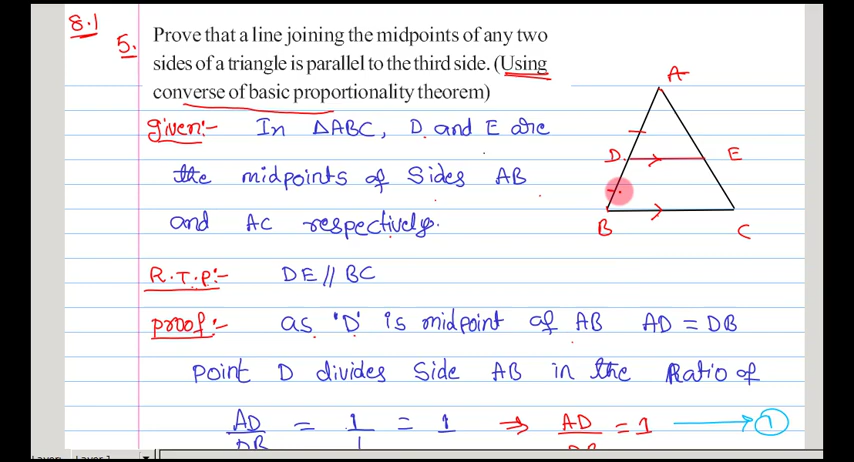 8.1
5. Prove that a line joining the midpoints of any two
sides of a triangle is parallel to the third side. (Using
converse of basic proportionality theorem)
given:- In ΔABC, D and E are
the midpoints of Sides AB
and AC respectively.
R.T.P:- DE // BC
proof:- as 'D' is midpoint of AB AD = DB
point D divides Side AB in the Ratio of
AD/DB = 1/1 = 1 ⇒ AD/DB = 1 → 1
A
D E
B C